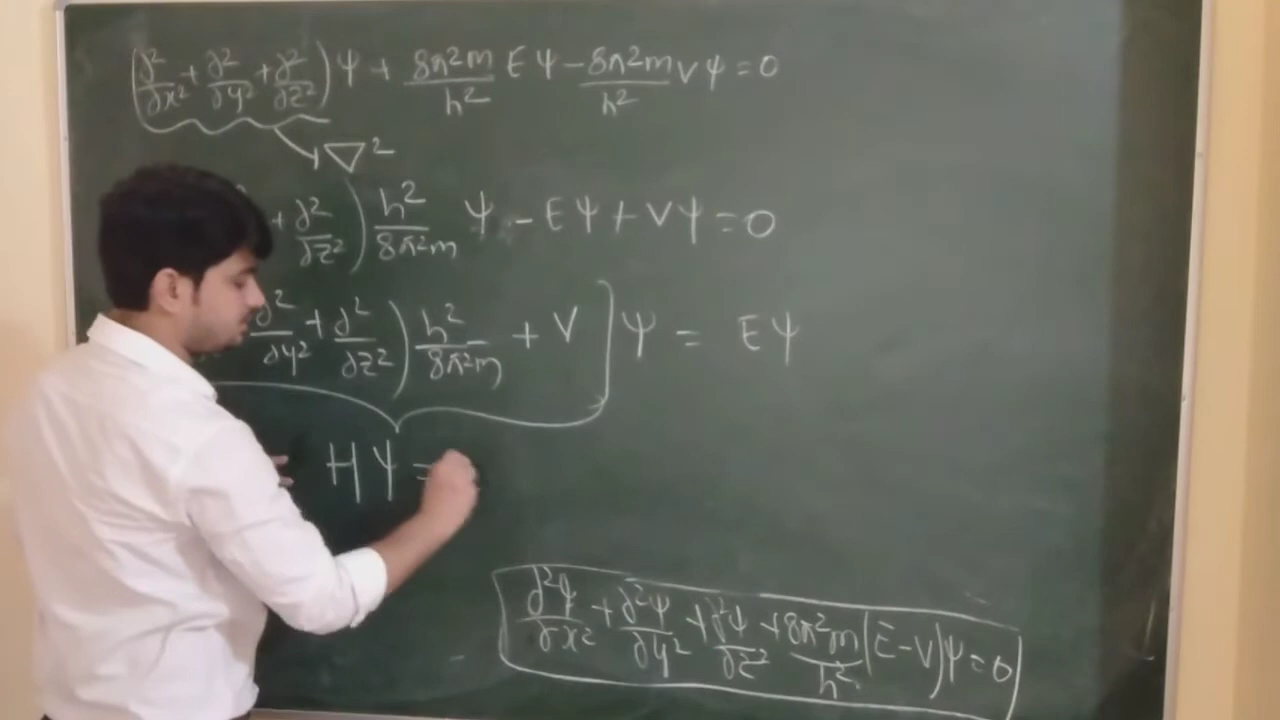 (∂²/∂x² + ∂²/∂y² + ∂²/∂z²) Ψ + 8π²m/h² EΨ − 8π²m/h² VΨ = 0
▽²
+ ∂²/∂z²) h²/8π²m Ψ − EΨ + VΨ = 0
∂²/∂y² + ∂²/∂z²) h²/8π²m + V] Ψ = EΨ
HΨ =
∂²Ψ/∂x² + ∂²Ψ/∂y² + ∂²Ψ/∂z² + 8π²m/h² (E − V)Ψ = 0